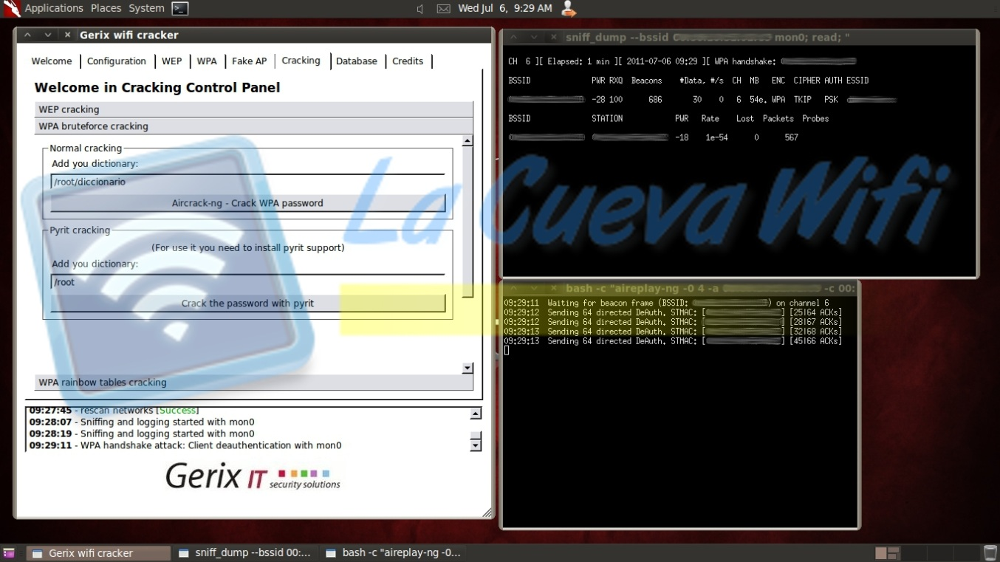 Applications Places System
Wed Jul 6, 9:29 AM
Gerix wifi cracker
Welcome Configuration WEP WPA Fake AP Cracking Database Credits
Welcome in Cracking Control Panel
WEP cracking
WPA bruteforce cracking
Normal cracking
Add you dictionary:
/root/diccionario
Aircrack-ng - Crack WPA password
Pyrit cracking
(For use it you need to install pyrit support)
Add you dictionary:
/root
Crack the password with pyrit
WPA rainbow tables cracking
09:27:45 - rescan networks [Success]
09:28:07 - Sniffing and logging started with mon0
09:28:19 - Sniffing and logging started with mon0
09:29:11 - WPA handshake attack: Client deauthentication with mon0
Gerix IT security solutions
sniff_dump --bssid mon0; read; "
CH 6 ][ Elapsed: 1 min ][ 2011-07-06 09:29 ][ WPA handshake:
BSSID PWR RXQ Beacons #Data, #/s CH MB ENC CIPHER AUTH ESSID
-28 100 686 30 0 6 54e. WPA TKIP PSK
BSSID STATION PWR Rate Lost Packets Probes
-18 1e-54 0 567
La Cueva Wifi
bash -c "aireplay-ng -0 4 -a -c 00:
09:29:11 Waiting for beacon frame (BSSID: ) on channel 6
09:29:12 Sending 64 directed DeAuth. STMAC: [ ] [25|64 ACKs]
09:29:12 Sending 64 directed DeAuth. STMAC: [ ] [28|67 ACKs]
09:29:13 Sending 64 directed DeAuth. STMAC: [ ] [32|68 ACKs]
09:29:13 Sending 64 directed DeAuth. STMAC: [ ] [45|66 ACKs]
Gerix wifi cracker
sniff_dump --bssid 00:...
bash -c "aireplay-ng -0...